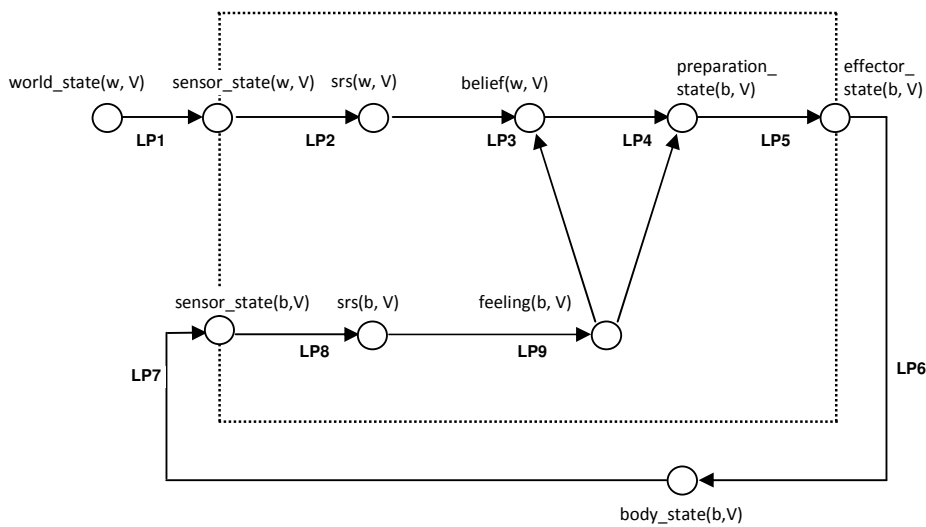 world_state(w, V)
sensor_state(w, V)
srs(w, V)
belief(w, V)
preparation_
state(b, V)
effector_
state(b, V)
LP1
LP2
LP3
LP4
LP5
sensor_state(b,V)
srs(b, V)
feeling(b, V)
LP8
LP9
LP7
LP6
body_state(b,V)